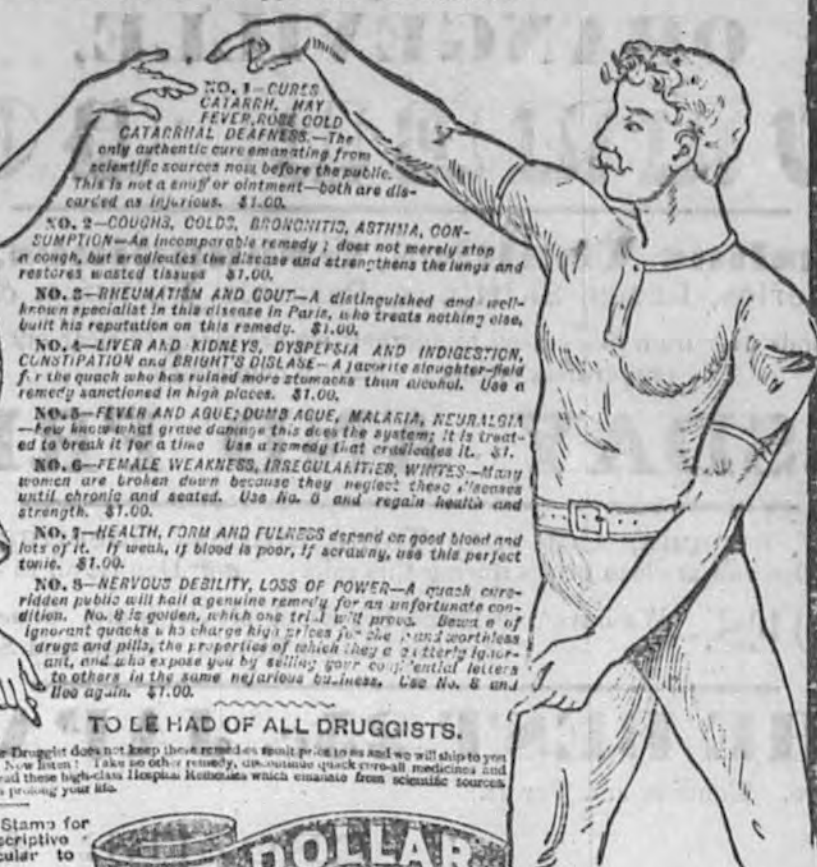 NO. 1—CURES
CATARRH, HAY
FEVER, ROSE COLD
CATARRHAL DEAFNESS.—The
only authentic cure emanating from
scientific sources now before the public.
This is not a snuff or ointment—both are dis-
carded as injurious. $1.00.
NO. 2—COUGHS, COLDS, BRONCHITIS, ASTHMA, CON-
SUMPTION—An incomparable remedy; does not merely stop
a cough, but eradicates the disease and strengthens the lungs and
restores wasted tissues $1.00.
NO. 3—RHEUMATISM AND GOUT—A distinguished and well-
known specialist in this disease in Paris, who treats nothing else,
built his reputation on this remedy. $1.00.
NO. 4—LIVER AND KIDNEYS, DYSPEPSIA AND INDIGESTION,
CONSTIPATION and BRIGHT'S DISEASE—A favorite slaughter-field
for the quack who has ruined more stomachs than alcohol. Use a
remedy sanctioned in high places. $1.00.
NO. 5—FEVER AND AGUE; DUMB AGUE, MALARIA, NEURALGIA
—Few know what grave damage this does the system; it is treat-
ed to break it for a time Use a remedy that eradicates it. $1.
NO. 6—FEMALE WEAKNESS, IRREGULARITIES, WHITES—Many
women are broken down because they neglect these diseases
until chronic and seated. Use No. 6 and regain health and
strength. $1.00.
NO. 7—HEALTH, FORM AND FULNESS depend on good blood and
lots of it. If weak, if blood is poor, if scrawny, use this perfect
tonic. $1.00.
NO. 8—NERVOUS DEBILITY, LOSS OF POWER—A quack cure-
ridden public will hail a genuine remedy for an unfortunate con-
dition. No. 8 is golden, which one trial will prove. Beware of
ignorant quacks who charge high prices for and worthless
drugs and pills, the properties of which they are utterly ignor-
ant, and who expose you by selling your confidential letters
to others in the same nefarious business. Use No. 8 and
live again. $1.00.
TO BE HAD OF ALL DRUGGISTS.
Druggist does not keep these remedies remit price to us and we will ship to you
Now listen! Take no other remedy, discontinue quack cure-all medicines and
these high-class Hospital Remedies which emanate from scientific sources
prolong your life.
Stamp for
scriptive
cular to
DOLLAR